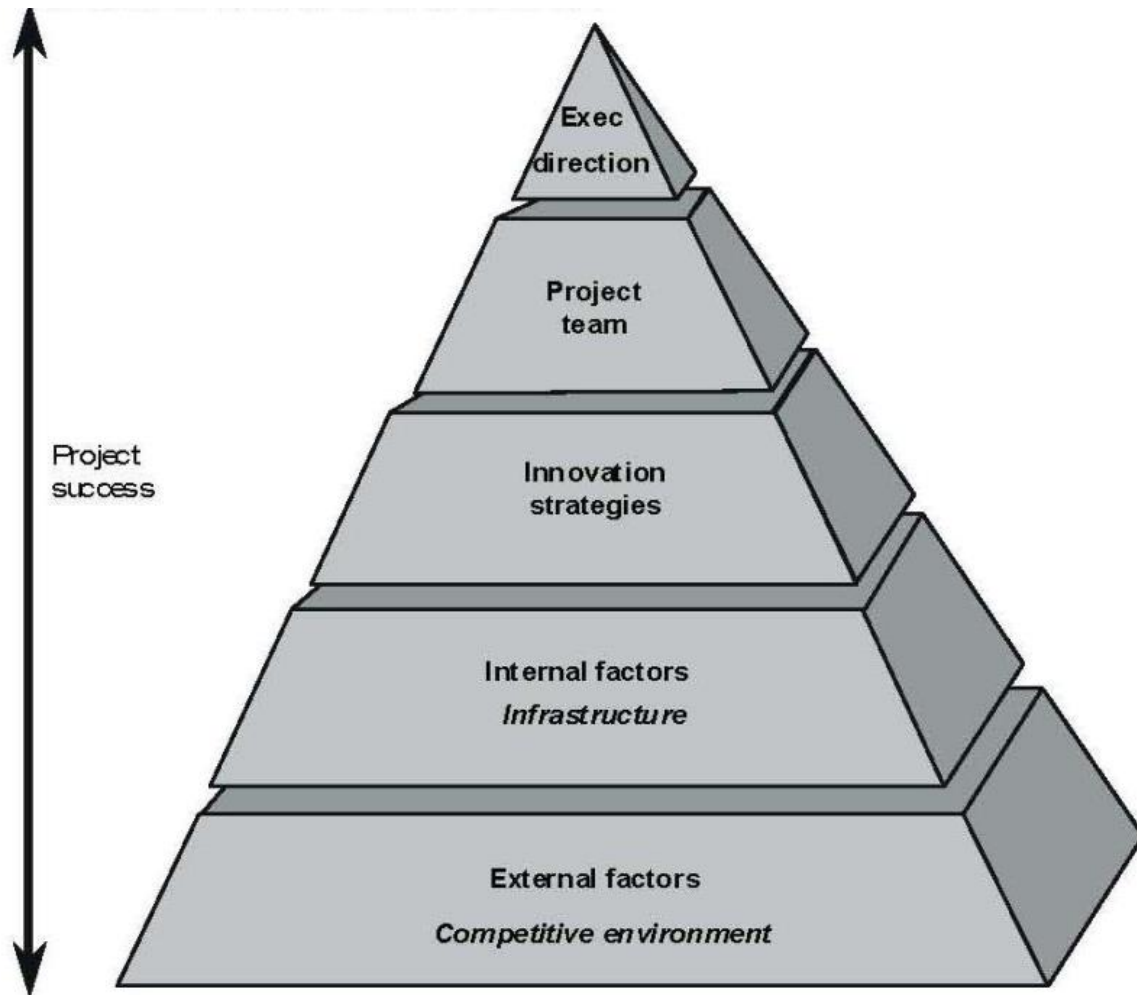 Exec
direction
Project
team
Project
success
Innovation
strategies
Internal factors
Infrastructure
External factors
Competitive environment